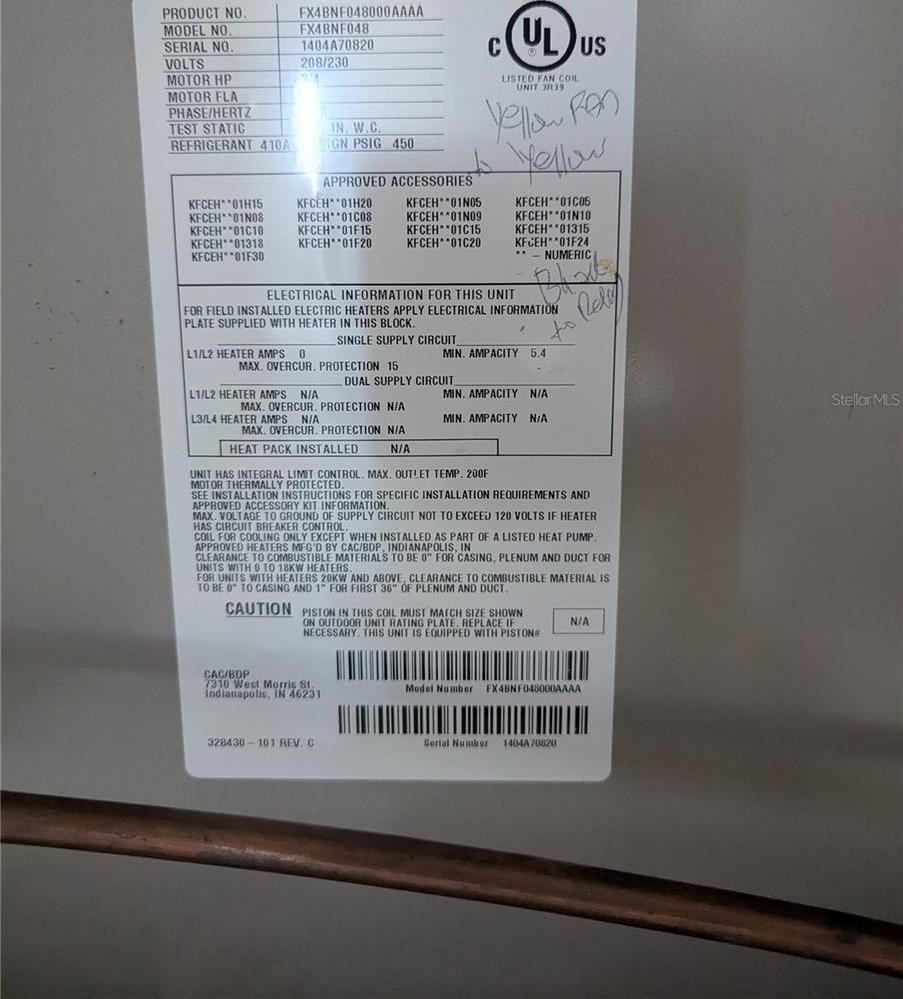 PRODUCT NO. FX4BNF048000AAAA
MODEL NO. FX4BNF048
SERIAL NO. 1404A70820
VOLTS 208/230
MOTOR HP 3/4
MOTOR FLA
PHASE/HERTZ
TEST STATIC IN. W.C.
REFRIGERANT 410A IGN PSIG 450
C UL ® US
LISTED FAN COIL
UNIT 3R39
Yellow Fan
to Yellow
APPROVED ACCESSORIES
KFCEH**01H15 KFCEH**01H20 KFCEH**01N05 KFCEH**01C05
KFCEH**01N08 KFCEH**01C08 KFCEH**01N09 KFCEH**01N10
KFCEH**01C10 KFCEH**01F15 KFCEH**01C15 KFCEH**01315
KFCEH**01318 KFCEH**01F20 KFCEH**01C20 KFCEH**01F24
KFCEH**01F30 ** - NUMERIC
to Relay
ELECTRICAL INFORMATION FOR THIS UNIT
FOR FIELD INSTALLED ELECTRIC HEATERS APPLY ELECTRICAL INFORMATION
PLATE SUPPLIED WITH HEATER IN THIS BLOCK.
SINGLE SUPPLY CIRCUIT
L1/L2 HEATER AMPS 0 MIN. AMPACITY 5.4
MAX. OVERCUR. PROTECTION 15
DUAL SUPPLY CIRCUIT
L1/L2 HEATER AMPS N/A MIN. AMPACITY N/A
MAX. OVERCUR. PROTECTION N/A
L3/L4 HEATER AMPS N/A MIN. AMPACITY N/A
MAX. OVERCUR. PROTECTION N/A
HEAT PACK INSTALLED N/A
UNIT HAS INTEGRAL LIMIT CONTROL. MAX. OUTLET TEMP. 200F
MOTOR THERMALLY PROTECTED.
SEE INSTALLATION INSTRUCTIONS FOR SPECIFIC INSTALLATION REQUIREMENTS AND
APPROVED ACCESSORY KIT INFORMATION.
MAX. VOLTAGE TO GROUND OF SUPPLY CIRCUIT NOT TO EXCEED 120 VOLTS IF HEATER
HAS CIRCUIT BREAKER CONTROL.
COIL FOR COOLING ONLY EXCEPT WHEN INSTALLED AS PART OF A LISTED HEAT PUMP.
APPROVED HEATERS MFG'D BY CAC/BDP, INDIANAPOLIS, IN
CLEARANCE TO COMBUSTIBLE MATERIALS TO BE 0" FOR CASING, PLENUM AND DUCT FOR
UNITS WITH 0 TO 18KW HEATERS.
FOR UNITS WITH HEATERS 20KW AND ABOVE, CLEARANCE TO COMBUSTIBLE MATERIAL IS
TO BE 0" TO CASING AND 1" FOR FIRST 36" OF PLENUM AND DUCT.
CAUTION PISTON IN THIS COIL MUST MATCH SIZE SHOWN
ON OUTDOOR UNIT RATING PLATE. REPLACE IF
NECESSARY. THIS UNIT IS EQUIPPED WITH PISTON# N/A
CAC/BDP
7310 West Morris St.
Indianapolis, IN 46231
Model Number FX4BNF048000AAAA
328430-101 REV. C
Serial Number 1404A70820
StellarMLS